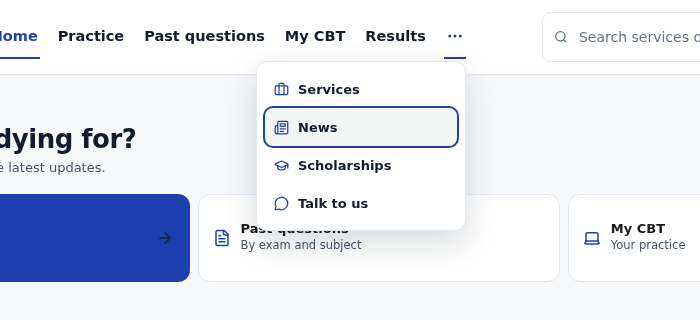 Home Practice Past questions My CBT Results ...
Search services o
Services
News
Scholarships
Talk to us
dying for?
e latest updates.
Past questions
By exam and subject
My CBT
Your practice